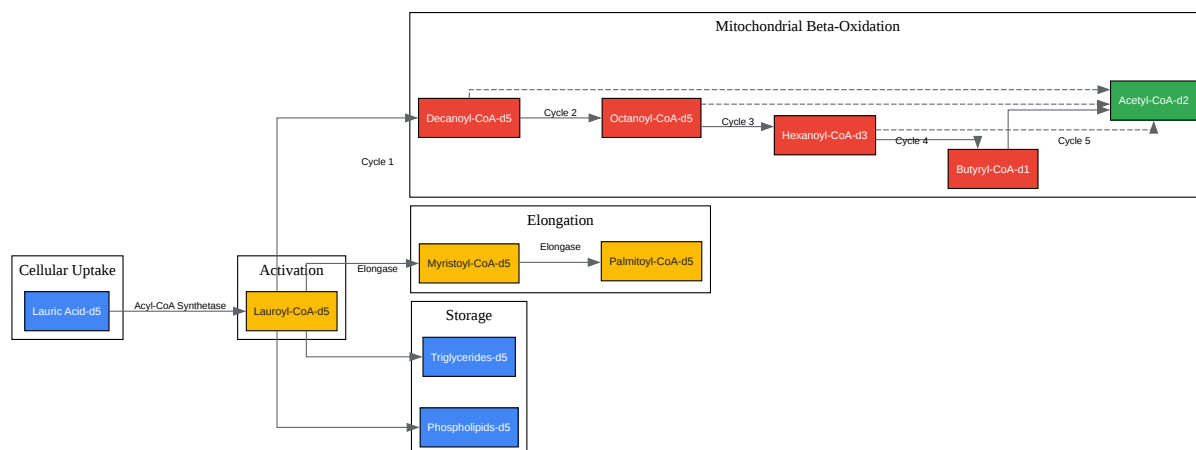 Mitochondrial Beta-Oxidation
Acetyl-CoA-d2
Decanoyl-CoA-d5
Cycle 2
Octanoyl-CoA-d5
Cycle 3
Hexanoyl-CoA-d3
Cycle 4
Cycle 5
Butyryl-CoA-d1
Cycle 1
Elongation
Elongase
Myristoyl-CoA-d5
Elongase
Palmitoyl-CoA-d5
Cellular Uptake
Lauric Acid-d5
Acyl-CoA Synthetase
Activation
Lauroyl-CoA-d5
Storage
Triglycerides-d5
Phospholipids-d5